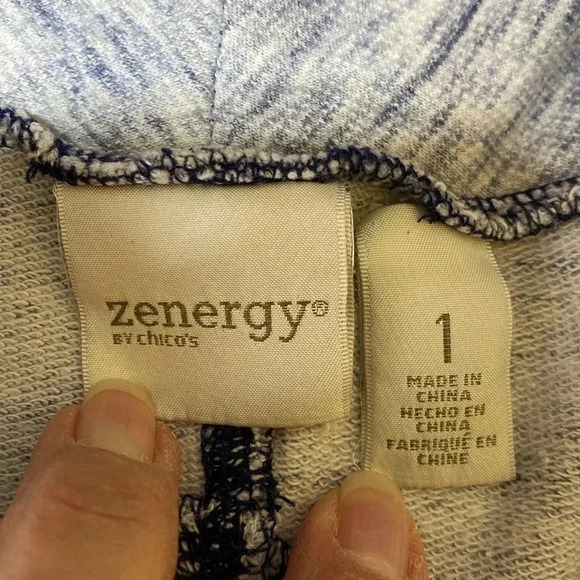 zenergy®
BY chico's
1
MADE IN
CHINA
HECHO EN
CHINA
FABRIQUÉ EN
CHINE